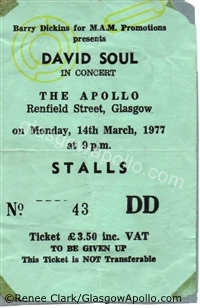 Barry Dickins for M.A.M. Promotions
presents
DAVID SOUL
IN CONCERT
THE APOLLO
Renfield Street, Glasgow
on Monday, 14th March, 1977
at 9 p.m.
STALLS
No ---- 43 DD
Ticket £3.50 inc. VAT
TO BE GIVEN UP
This Ticket is NOT Transferable
©Renee Clark/GlasgowApollo.com